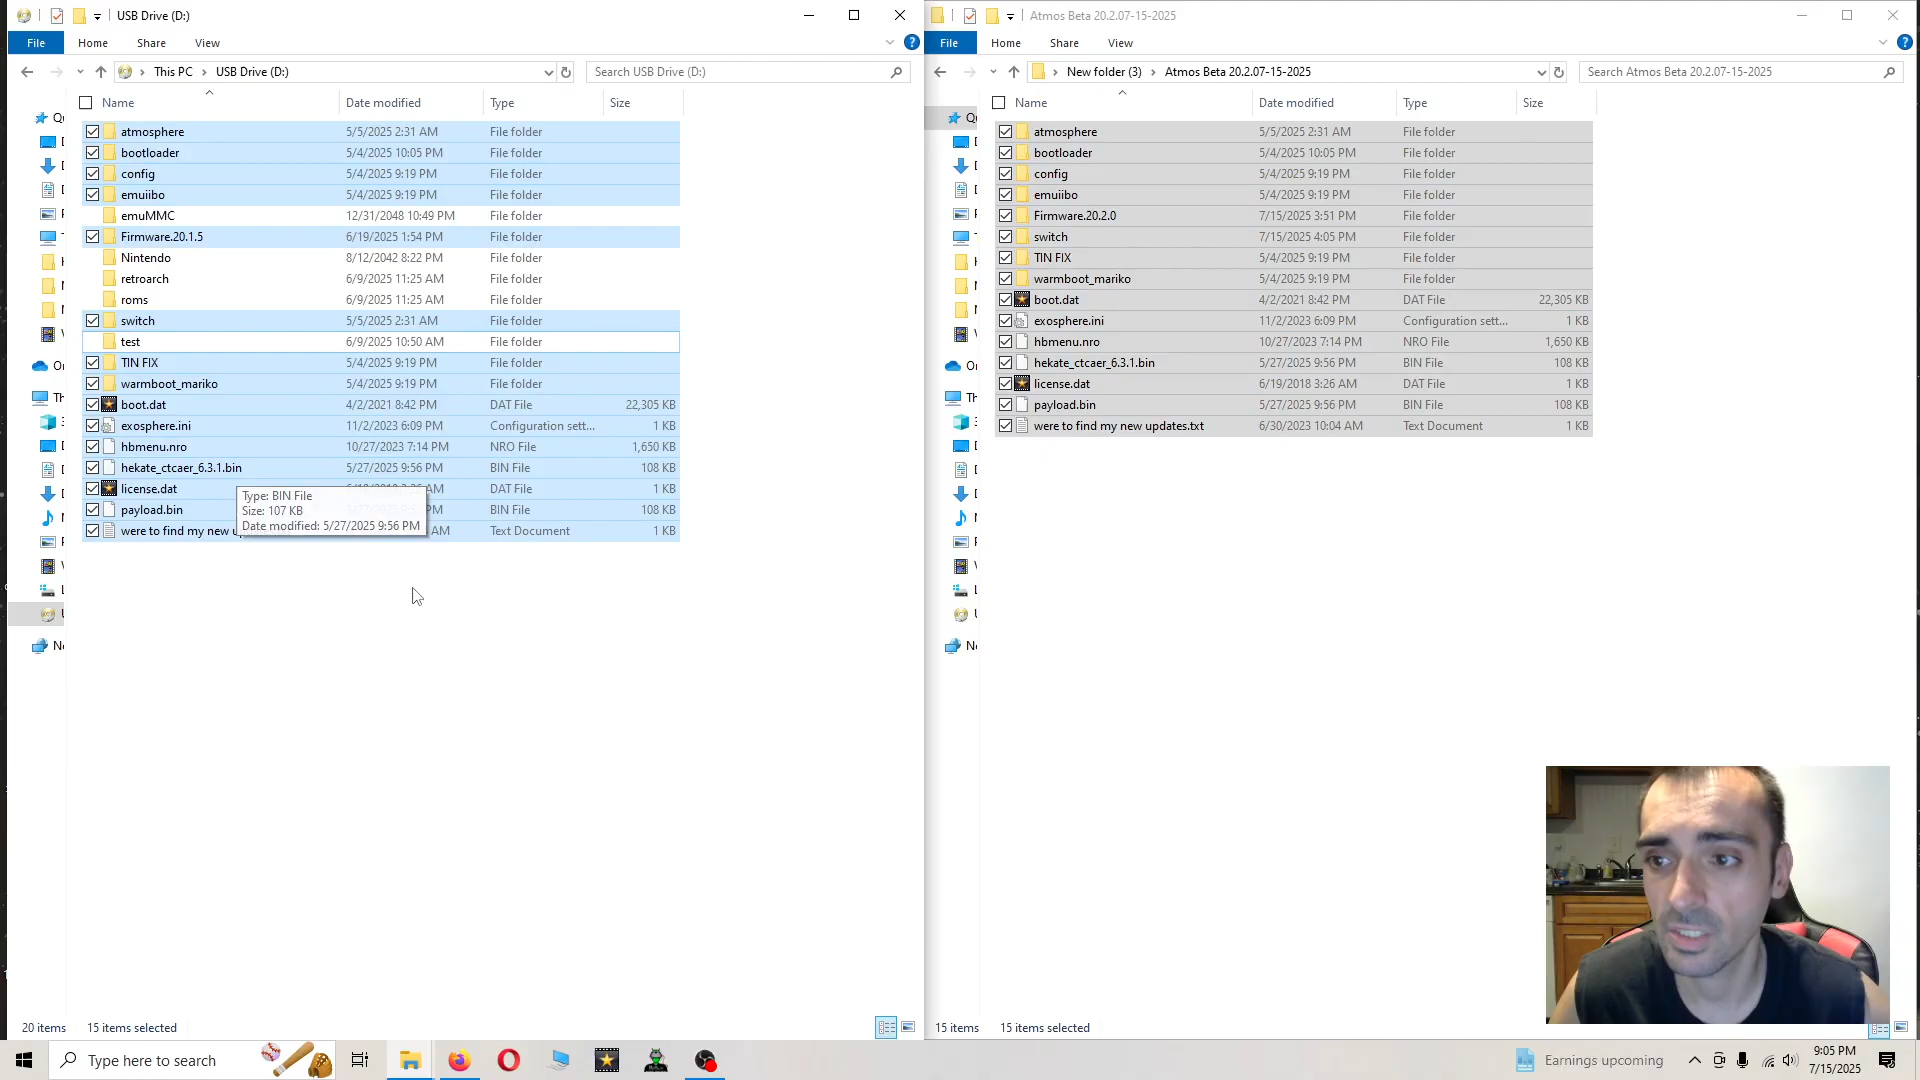 USB Drive (D:)
File Home Share View
This PC USB Drive (D:) Search USB Drive (D:)
Name Date modified Type Size
atmosphere 5/5/2025 2:31 AM File folder
bootloader 5/4/2025 10:05 PM File folder
config 5/4/2025 9:19 PM File folder
emuiibo 5/4/2025 9:19 PM File folder
emuMMC 12/31/2048 10:49 PM File folder
Firmware.20.1.5 6/19/2025 1:54 PM File folder
Nintendo 8/12/2042 8:22 PM File folder
retroarch 6/9/2025 11:25 AM File folder
roms 6/9/2025 11:25 AM File folder
switch 5/5/2025 2:31 AM File folder
test 6/9/2025 10:50 AM File folder
TIN FIX 5/4/2025 9:19 PM File folder
warmboot_mariko 5/4/2025 9:19 PM File folder
boot.dat 4/2/2021 8:42 PM DAT File 22,305 KB
exosphere.ini 11/2/2023 6:09 PM Configuration sett... 1 KB
hbmenu.nro 10/27/2023 7:14 PM NRO File 1,650 KB
hekate_ctcaer_6.3.1.bin 5/27/2025 9:56 PM BIN File 108 KB
license.dat AM DAT File 1 KB
payload.bin PM BIN File 108 KB
were to find my new AM Text Document 1 KB
Type: BIN File
Size: 107 KB
Date modified: 5/27/2025 9:56 PM
20 items 15 items selected
Atmos Beta 20.2.07-15-2025
File Home Share View
New folder (3) Atmos Beta 20.2.07-15-2025 Search Atmos Beta 20.2.07-15-2025
Name Date modified Type Size
atmosphere 5/5/2025 2:31 AM File folder
bootloader 5/4/2025 10:05 PM File folder
config 5/4/2025 9:19 PM File folder
emuiibo 5/4/2025 9:19 PM File folder
Firmware.20.2.0 7/15/2025 3:51 PM File folder
switch 7/15/2025 4:05 PM File folder
TIN FIX 5/4/2025 9:19 PM File folder
warmboot_mariko 5/4/2025 9:19 PM File folder
boot.dat 4/2/2021 8:42 PM DAT File 22,305 KB
exosphere.ini 11/2/2023 6:09 PM Configuration sett... 1 KB
hbmenu.nro 10/27/2023 7:14 PM NRO File 1,650 KB
hekate_ctcaer_6.3.1.bin 5/27/2025 9:56 PM BIN File 108 KB
license.dat 6/19/2018 3:26 AM DAT File 1 KB
payload.bin 5/27/2025 9:56 PM BIN File 108 KB
were to find my new updates.txt 6/30/2023 10:04 AM Text Document 1 KB
15 items 15 items selected
Type here to search
Earnings upcoming
9:05 PM
7/15/2025